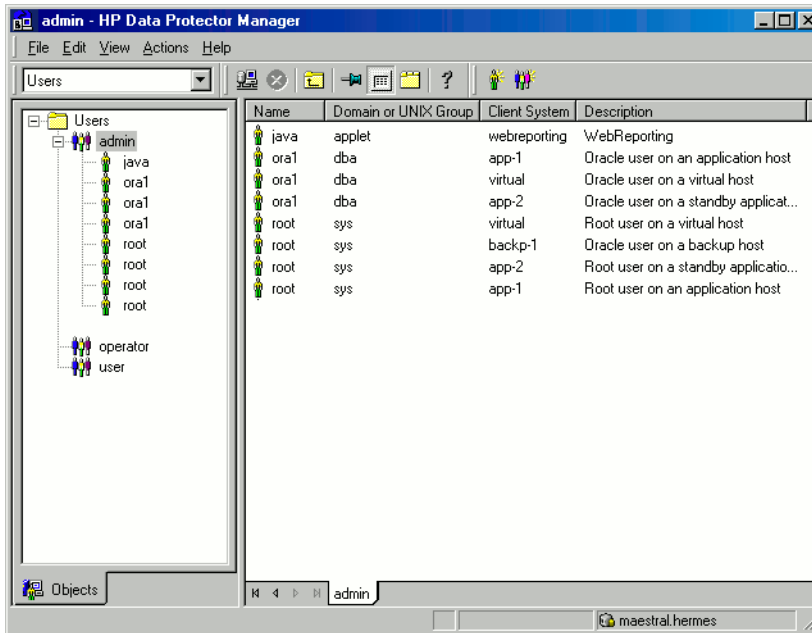 admin - HP Data Protector Manager
File Edit View Actions Help
Users
Users
admin
java
ora1
ora1
ora1
root
root
root
root
operator
user
Objects
Name Domain or UNIX Group Client System Description
java applet webreporting WebReporting
ora1 dba app-1 Oracle user on an application host
ora1 dba virtual Oracle user on a virtual host
ora1 dba app-2 Oracle user on a standby applicat...
root sys virtual Root user on a virtual host
root sys backp-1 Oracle user on a backup host
root sys app-2 Root user on a standby applicatio...
root sys app-1 Root user on an application host
admin
maestral.hermes